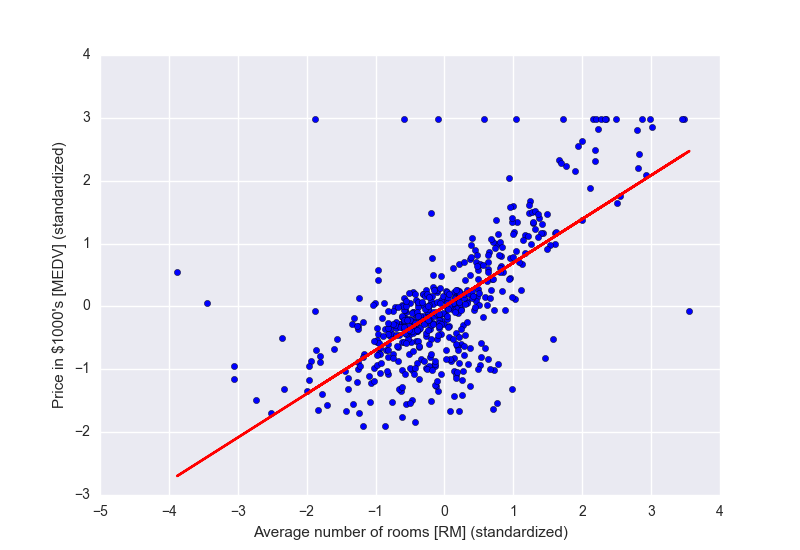 4
3
2
1
0
−1
−2
−3
−5 −4 −3 −2 −1 0 1 2 3 4
Price in $1000's [MEDV] (standardized)
Average number of rooms [RM] (standardized)